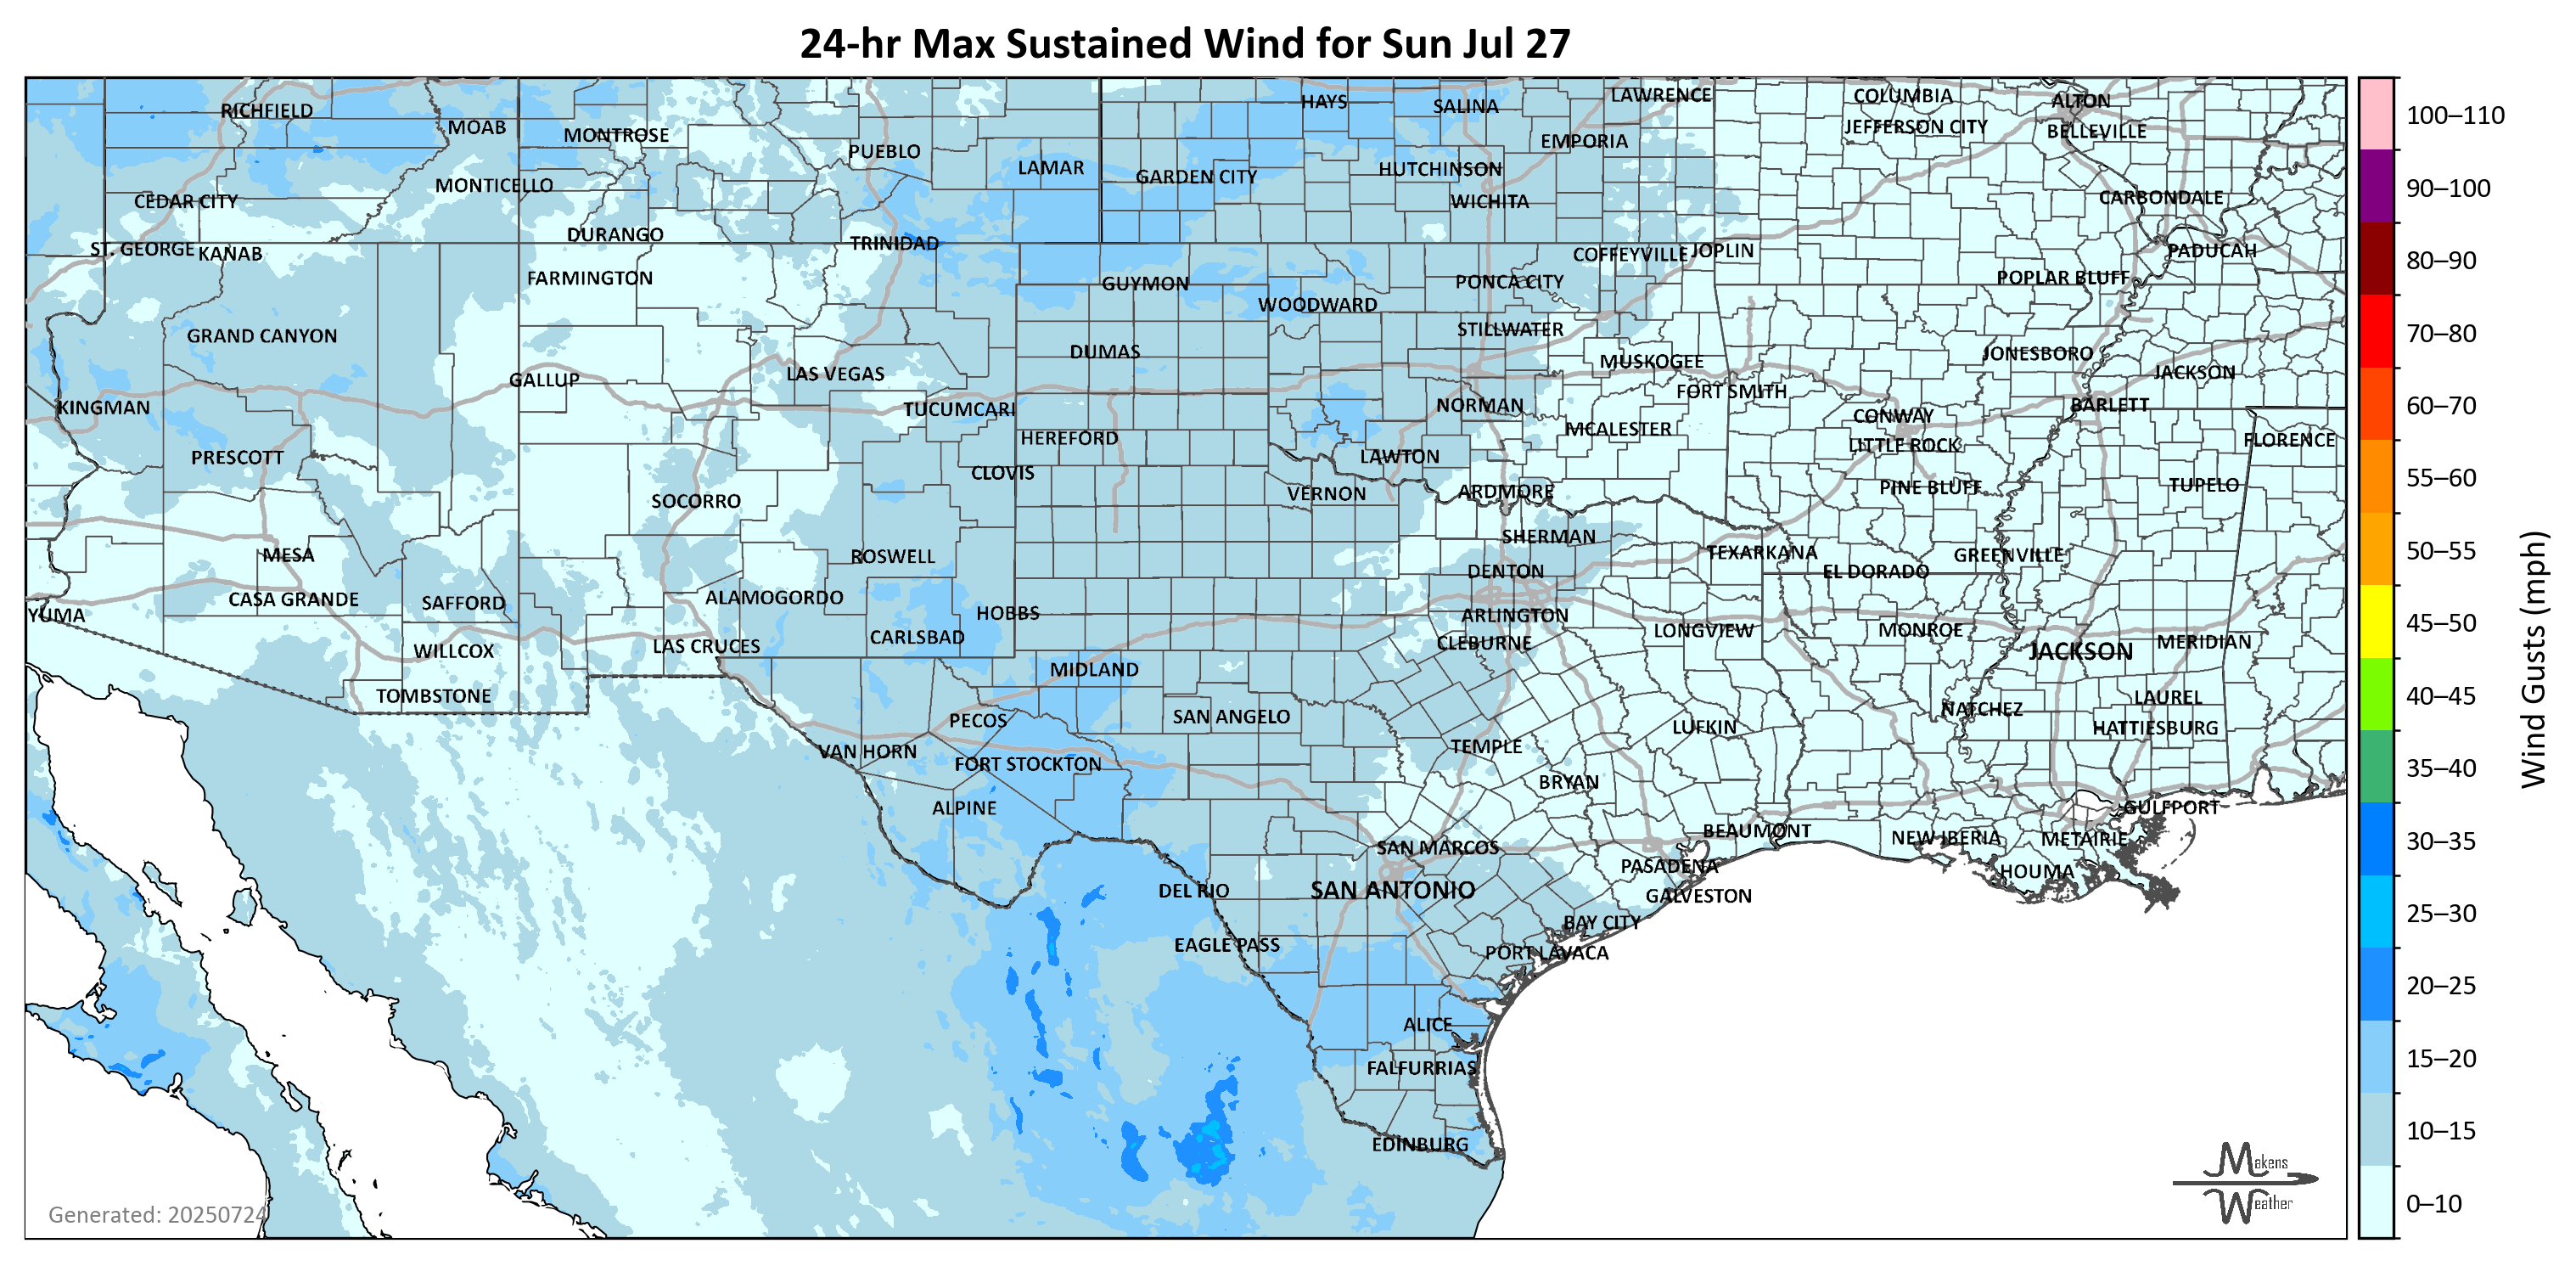 24-hr Max Sustained Wind for Sun Jul 27
RICHFIELD
MOAB
MONTROSE
PUEBLO
LAMAR
HAYS
SALINA
LAWRENCE
COLUMBIA
ALTON
EMPORIA
JEFFERSON CITY
BELLEVILLE
CEDAR CITY
MONTICELLO
GARDEN CITY
HUTCHINSON
WICHITA
CARBONDALE
ST. GEORGE
KANAB
DURANGO
TRINIDAD
COFFEYVILLE
JOPLIN
PADUCAH
FARMINGTON
GUYMON
WOODWARD
PONCA CITY
POPLAR BLUFF
GRAND CANYON
DUMAS
STILLWATER
MUSKOGEE
JONESBORO
GALLUP
LAS VEGAS
FORT SMITH
JACKSON
KINGMAN
TUCUMCARI
NORMAN
CONWAY
BARLETT
PRESCOTT
HEREFORD
MCALESTER
LITTLE ROCK
FLORENCE
CLOVIS
LAWTON
SOCORRO
VERNON
ARDMORE
PINE BLUFF
TUPELO
MESA
ROSWELL
SHERMAN
TEXARKANA
GREENVILLE
CASA GRANDE
SAFFORD
ALAMOGORDO
DENTON
EL DORADO
YUMA
HOBBS
ARLINGTON
WILLCOX
LAS CRUCES
CARLSBAD
CLEBURNE
LONGVIEW
MONROE
JACKSON
MERIDIAN
TOMBSTONE
MIDLAND
LAUREL
PECOS
SAN ANGELO
LUFKIN
NATCHEZ
HATTIESBURG
VAN HORN
FORT STOCKTON
TEMPLE
BRYAN
ALPINE
GULFPORT
SAN MARCOS
BEAUMONT
NEW IBERIA
METAIRIE
DEL RIO
SAN ANTONIO
PASADENA
HOUMA
GALVESTON
EAGLE PASS
BAY CITY
PORT LAVACA
ALICE
FALFURRIAS
EDINBURG
Generated: 20250724
Makens
Weather
100–110
90–100
80–90
70–80
60–70
55–60
50–55
45–50
40–45
35–40
30–35
25–30
20–25
15–20
10–15
0–10
Wind Gusts (mph)